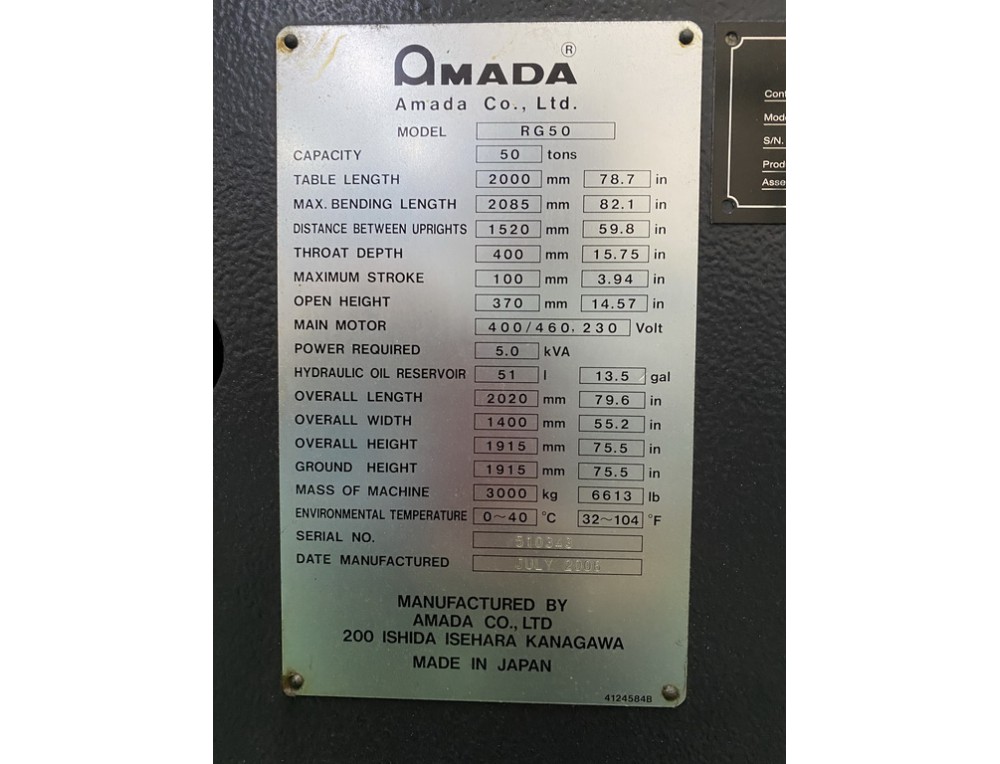 AMADA®
Amada Co., Ltd.
MODEL RG50
CAPACITY 50 tons
TABLE LENGTH 2000 mm 78.7 in
MAX. BENDING LENGTH 2085 mm 82.1 in
DISTANCE BETWEEN UPRIGHTS 1520 mm 59.8 in
THROAT DEPTH 400 mm 15.75 in
MAXIMUM STROKE 100 mm 3.94 in
OPEN HEIGHT 370 mm 14.57 in
MAIN MOTOR 400/460, 230 Volt
POWER REQUIRED 5.0 kVA
HYDRAULIC OIL RESERVOIR 51 l 13.5 gal
OVERALL LENGTH 2020 mm 79.6 in
OVERALL WIDTH 1400 mm 55.2 in
OVERALL HEIGHT 1915 mm 75.5 in
GROUND HEIGHT 1915 mm 75.5 in
MASS OF MACHINE 3000 kg 6613 lb
ENVIRONMENTAL TEMPERATURE 0~40 °C 32~104 °F
SERIAL NO.
DATE MANUFACTURED JULY
MANUFACTURED BY
AMADA CO., LTD
200 ISHIDA ISEHARA KANAGAWA
MADE IN JAPAN
4124584B
S/N.